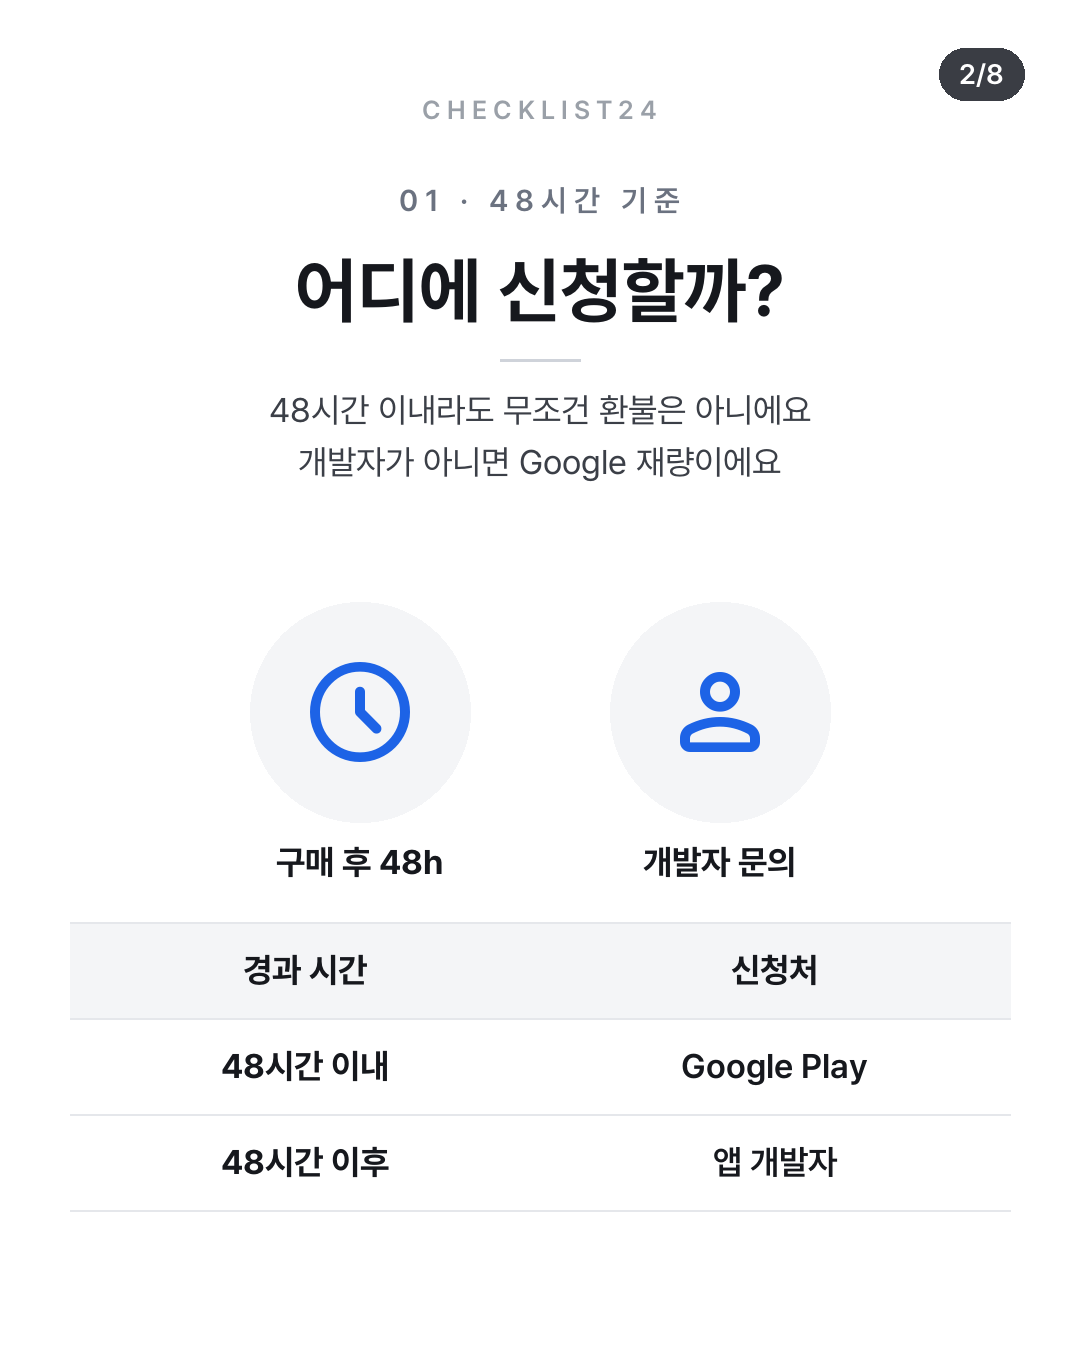 2/8
CHECKLIST24
01 · 48시간 기준
어디에 신청할까?
48시간 이내라도 무조건 환불은 아니에요
개발자가 아니면 Google 재량이에요
구매 후 48h
개발자 문의
경과 시간
신청처
48시간 이내
Google Play
48시간 이후
앱 개발자